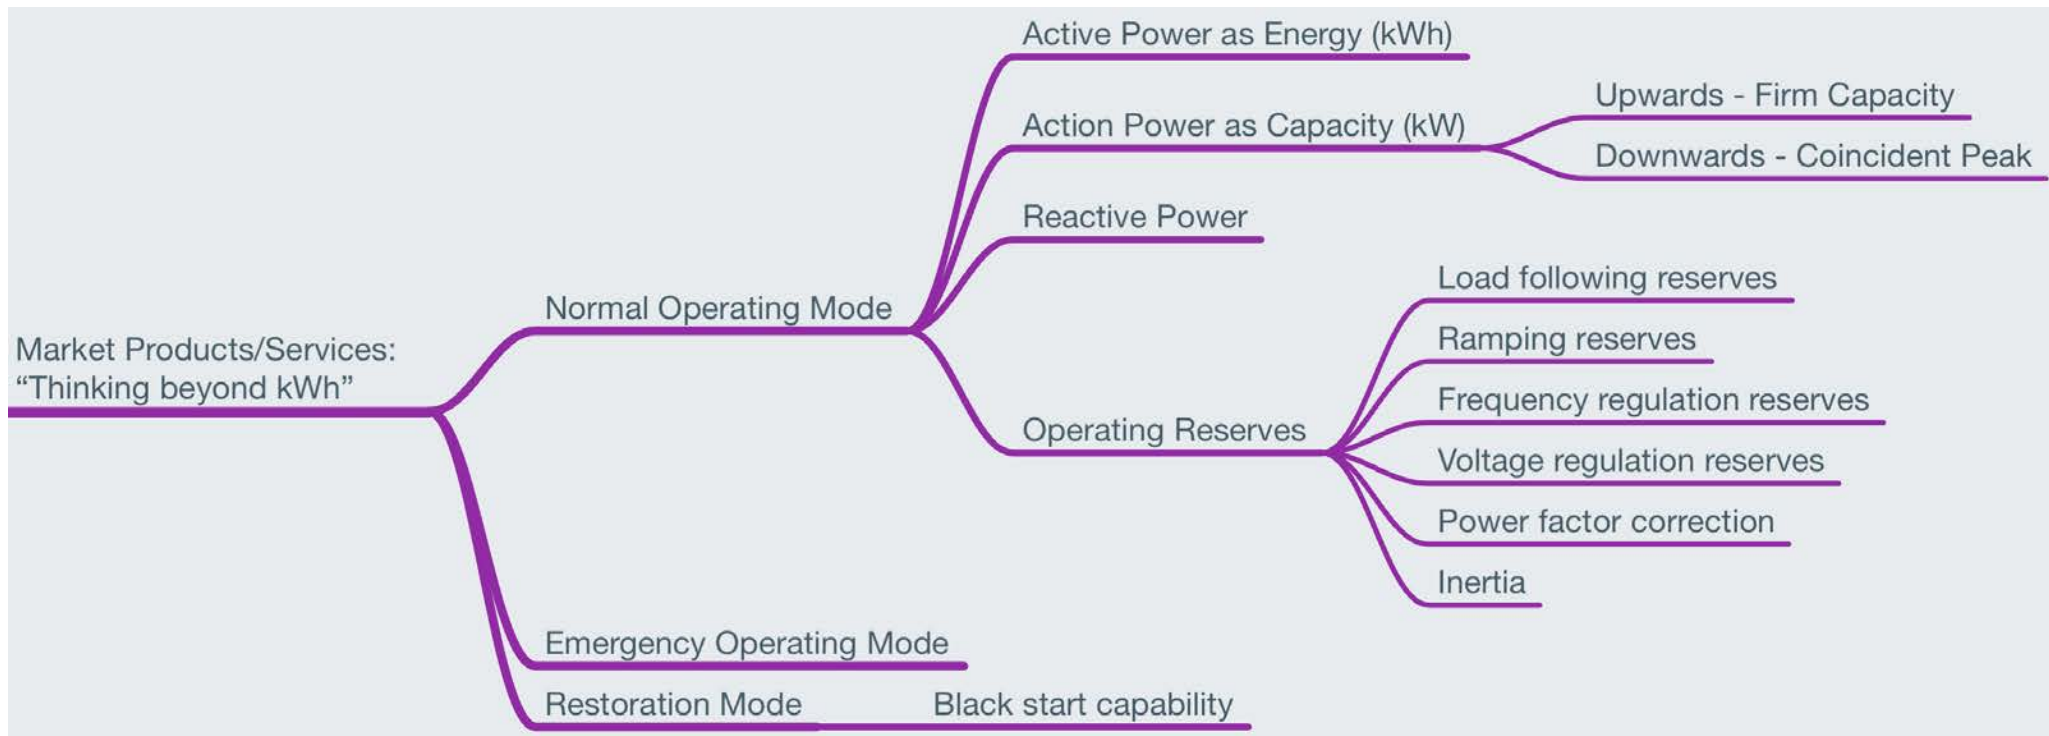 Market Products/Services:
“Thinking beyond kWh”
Normal Operating Mode
Active Power as Energy (kWh)
Action Power as Capacity (kW)
Upwards - Firm Capacity
Downwards - Coincident Peak
Reactive Power
Operating Reserves
Load following reserves
Ramping reserves
Frequency regulation reserves
Voltage regulation reserves
Power factor correction
Inertia
Emergency Operating Mode
Restoration Mode
Black start capability